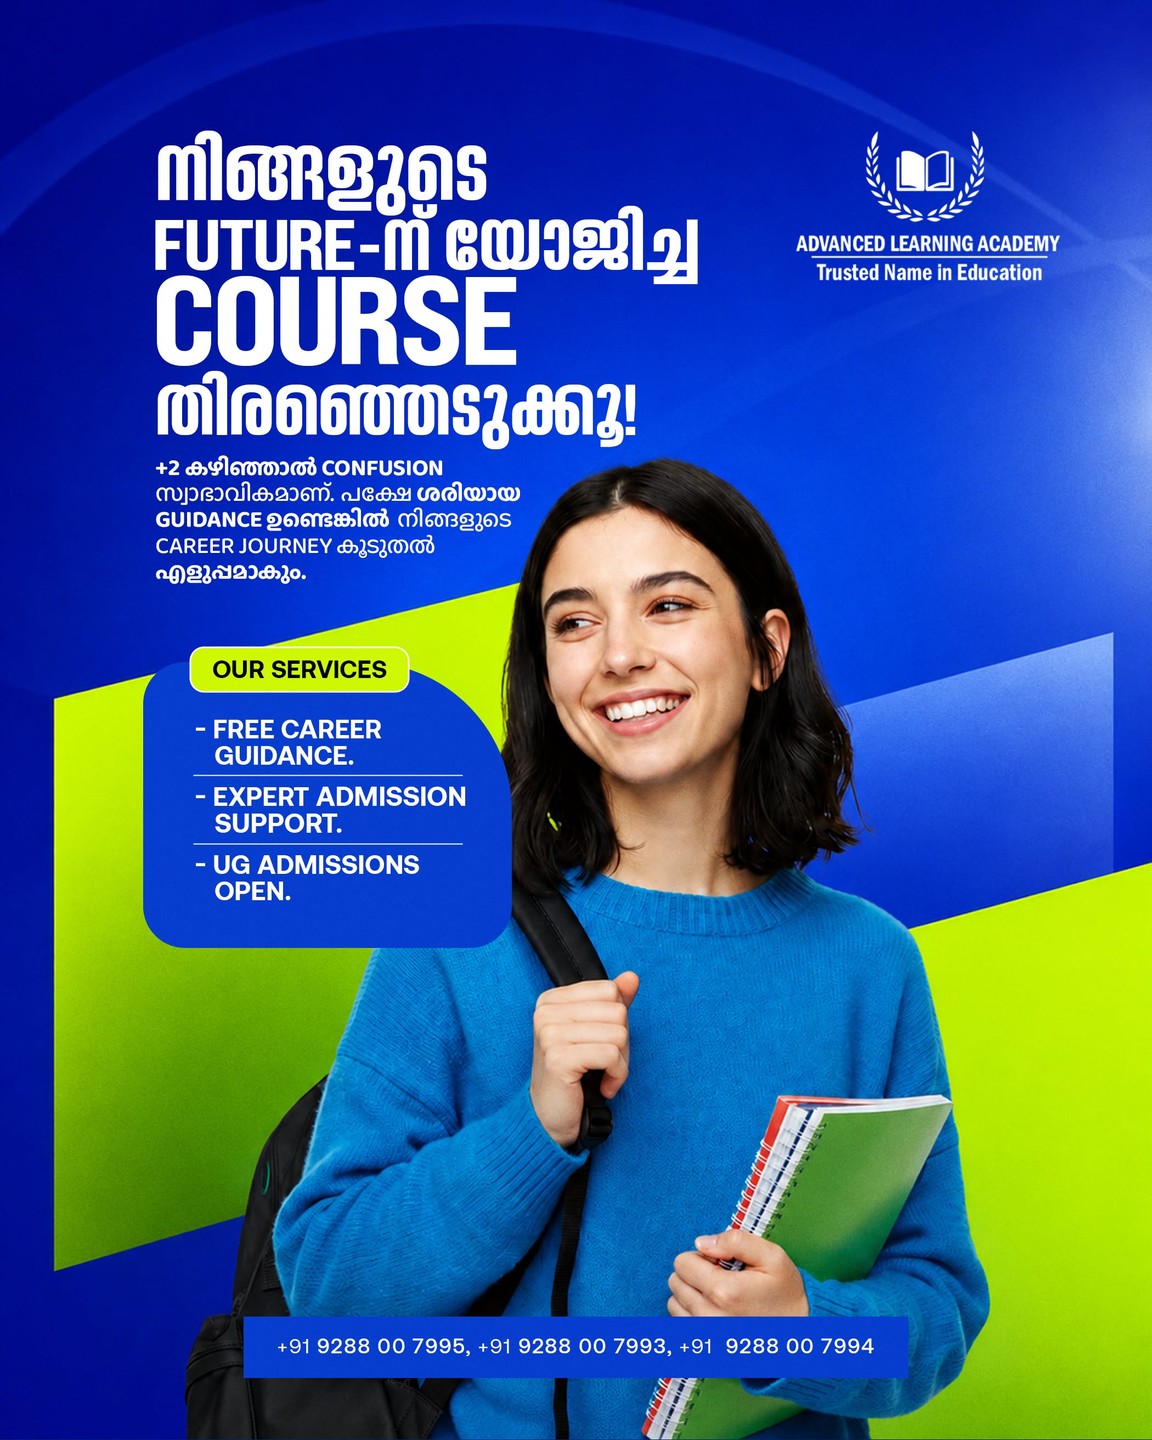 നിങ്ങളുടെ
FUTURE-ന് യോജിച്ച
COURSE
തിരഞ്ഞെടുക്കൂ!
+2 കഴിഞ്ഞാൽ CONFUSION
സ്വാഭാവികമാണ്. പക്ഷേ ശരിയായ
GUIDANCE ഉണ്ടെങ്കിൽ നിങ്ങളുടെ
CAREER JOURNEY കൂടുതൽ
എളുപ്പമാകും.
ADVANCED LEARNING ACADEMY
Trusted Name in Education
OUR SERVICES
- FREE CAREER
GUIDANCE.
- EXPERT ADMISSION
SUPPORT.
- UG ADMISSIONS
OPEN.
+91 9288 00 7995, +91 9288 00 7993, +91 9288 00 7994